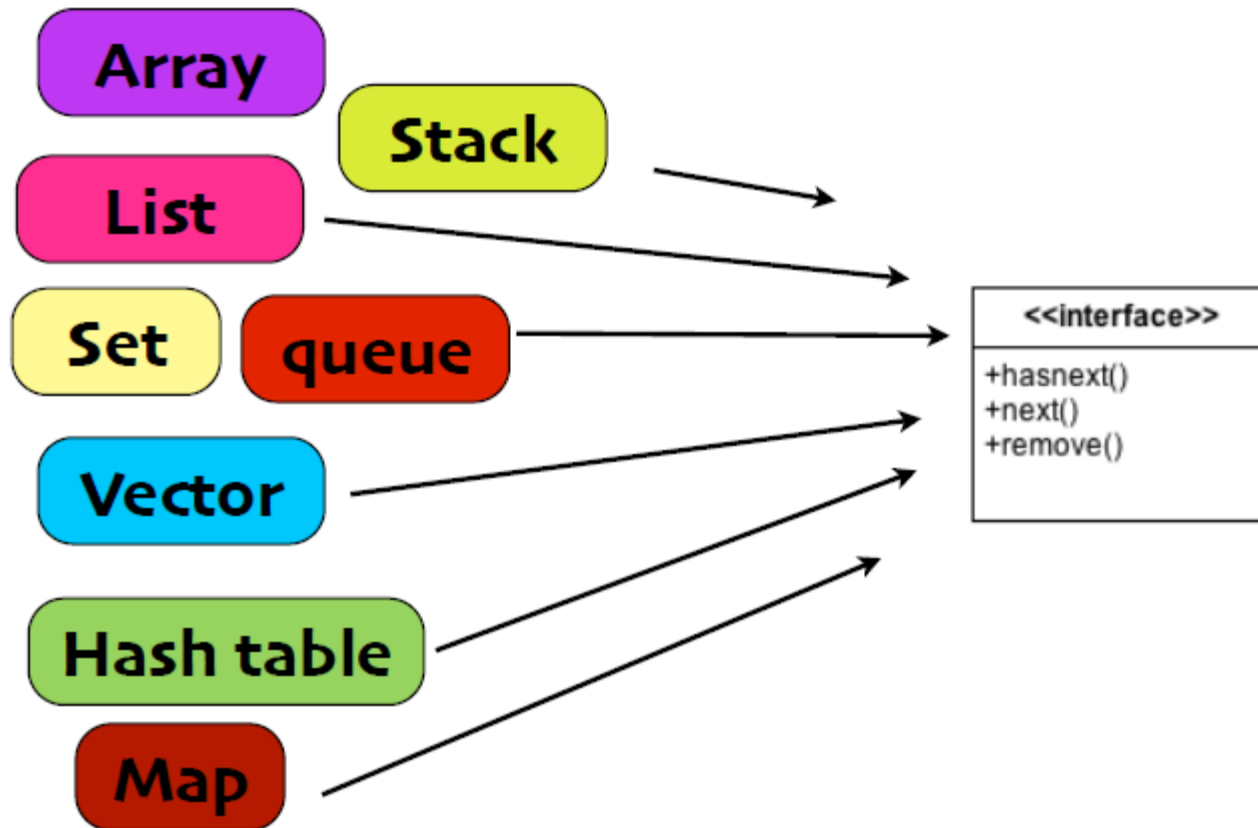 Array
Stack
List
Set
queue
Vector
Hash table
Map
<<interface>>
+hasnext()
+next()
+remove()